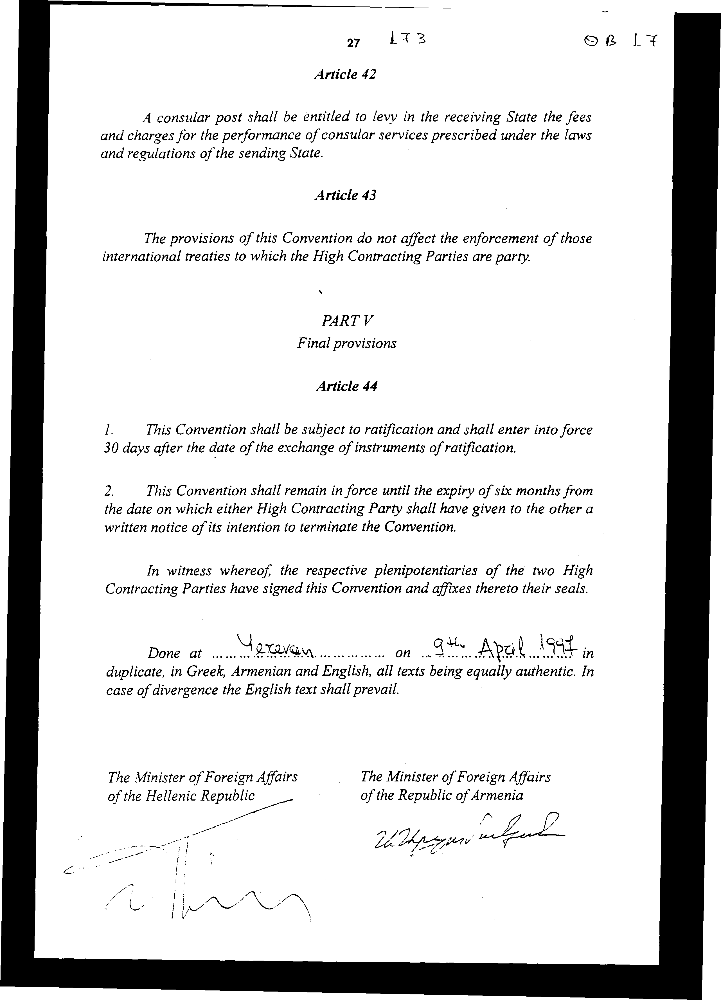 27 173 ΘΒ 17
Article 42
A consular post shall be entitled to levy in the receiving State the fees
and charges for the performance of consular services prescribed under the laws
and regulations of the sending State.
Article 43
The provisions of this Convention do not affect the enforcement of those
international treaties to which the High Contracting Parties are party.
PART V
Final provisions
Article 44
1. This Convention shall be subject to ratification and shall enter into force
30 days after the date of the exchange of instruments of ratification.
2. This Convention shall remain in force until the expiry of six months from
the date on which either High Contracting Party shall have given to the other a
written notice of its intention to terminate the Convention.
In witness whereof, the respective plenipotentiaries of the two High
Contracting Parties have signed this Convention and affixes thereto their seals.
Done at Yerevan on 9th April 1997 in
duplicate, in Greek, Armenian and English, all texts being equally authentic. In
case of divergence the English text shall prevail.
The Minister of Foreign Affairs The Minister of Foreign Affairs
of the Hellenic Republic of the Republic of Armenia